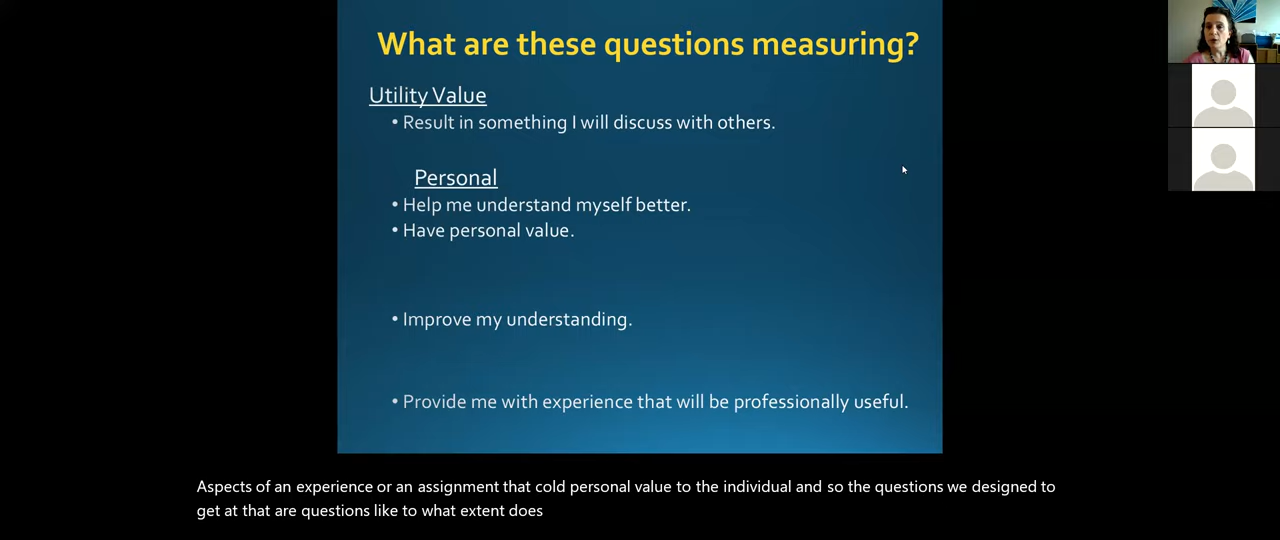 What are these questions measuring?
Utility Value
• Result in something I will discuss with others.
Personal
• Help me understand myself better.
• Have personal value.
• Improve my understanding.
• Provide me with experience that will be professionally useful.
Aspects of an experience or an assignment that cold personal value to the individual and so the questions we designed to
get at that are questions like to what extent does